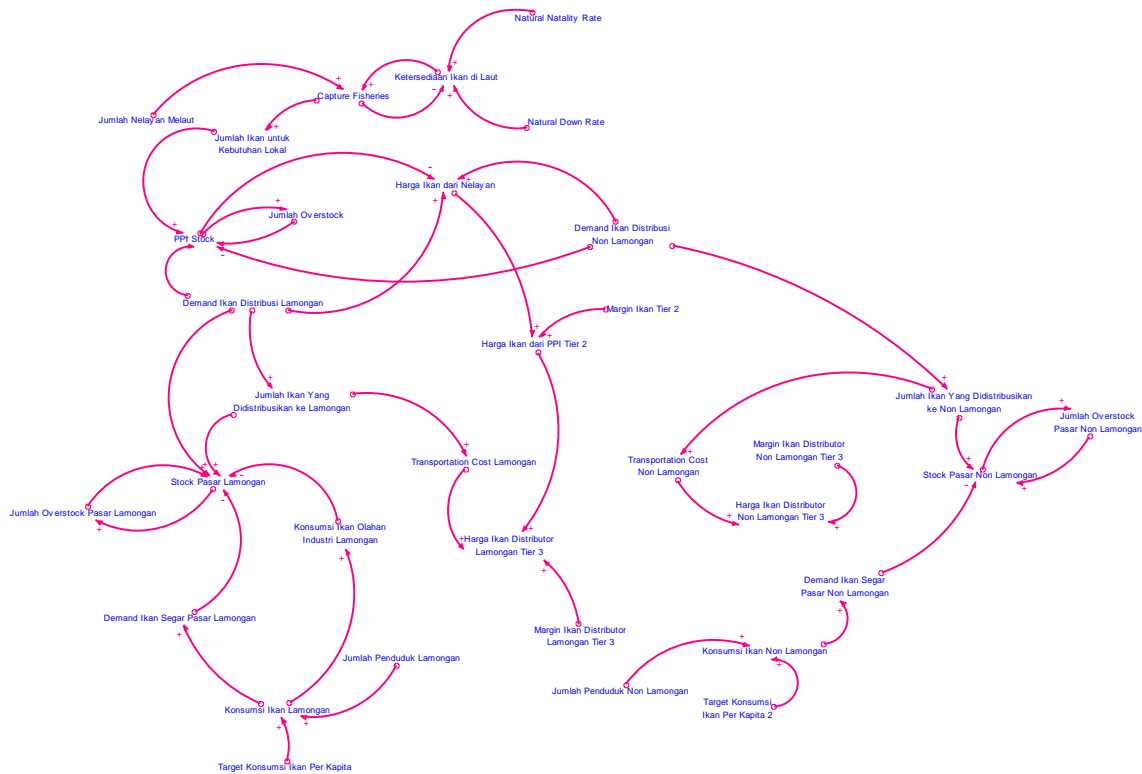 Natural Natality Rate
Ketersediaan Ikan di Laut
Capture Fisheries
Jumlah Nelayan Melaut
Natural Down Rate
Jumlah Ikan untuk
Kebutuhan Lokal
Harga Ikan dari Nelayan
Jumlah Overstock
PPI Stock
Demand Ikan Distribusi
Non Lamongan
Demand Ikan Distribusi Lamongan
Margin Ikan Tier 2
Harga Ikan dari PPI Tier 2
Jumlah Ikan Yang
Didistribusikan ke Lamongan
Jumlah Ikan Yang Didistribusikan
ke Non Lamongan
Jumlah Overstock
Pasar Non Lamongan
Margin Ikan Distributor
Non Lamongan Tier 3
Transportation Cost Lamongan
Transportation Cost
Non Lamongan
Stock Pasar Non Lamongan
Stock Pasar Lamongan
Jumlah Overstock Pasar Lamongan
Harga Ikan Distributor
Non Lamongan Tier 3
Konsumsi Ikan Olahan
Industri Lamongan
Harga Ikan Distributor
Lamongan Tier 3
Demand Ikan Segar
Pasar Non Lamongan
Demand Ikan Segar Pasar Lamongan
Margin Ikan Distributor
Lamongan Tier 3
Konsumsi Ikan Non Lamongan
Jumlah Penduduk Lamongan
Jumlah Penduduk Non Lamongan
Target Konsumsi
Ikan Per Kapita 2
Konsumsi Ikan Lamongan
Target Konsumsi Ikan Per Kapita